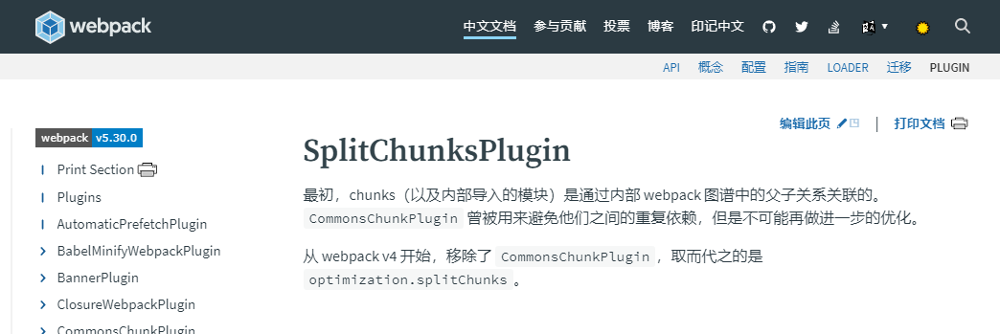 webpack
中文文档 参与贡献 投票 博客 印记中文
API 概念 配置 指南 LOADER 迁移 PLUGIN
编辑此页 | 打印文档
webpack v5.30.0
Print Section
Plugins
AutomaticPrefetchPlugin
BabelMinifyWebpackPlugin
BannerPlugin
ClosureWebpackPlugin
CommonsChunkPlugin
SplitChunksPlugin
最初，chunks（以及内部导入的模块）是通过内部 webpack 图谱中的父子关系关联的。
CommonsChunkPlugin 曾被用来避免他们之间的重复依赖，但是不可能再做进一步的优化。
从 webpack v4 开始，移除了 CommonsChunkPlugin，取而代之的是
optimization.splitChunks。